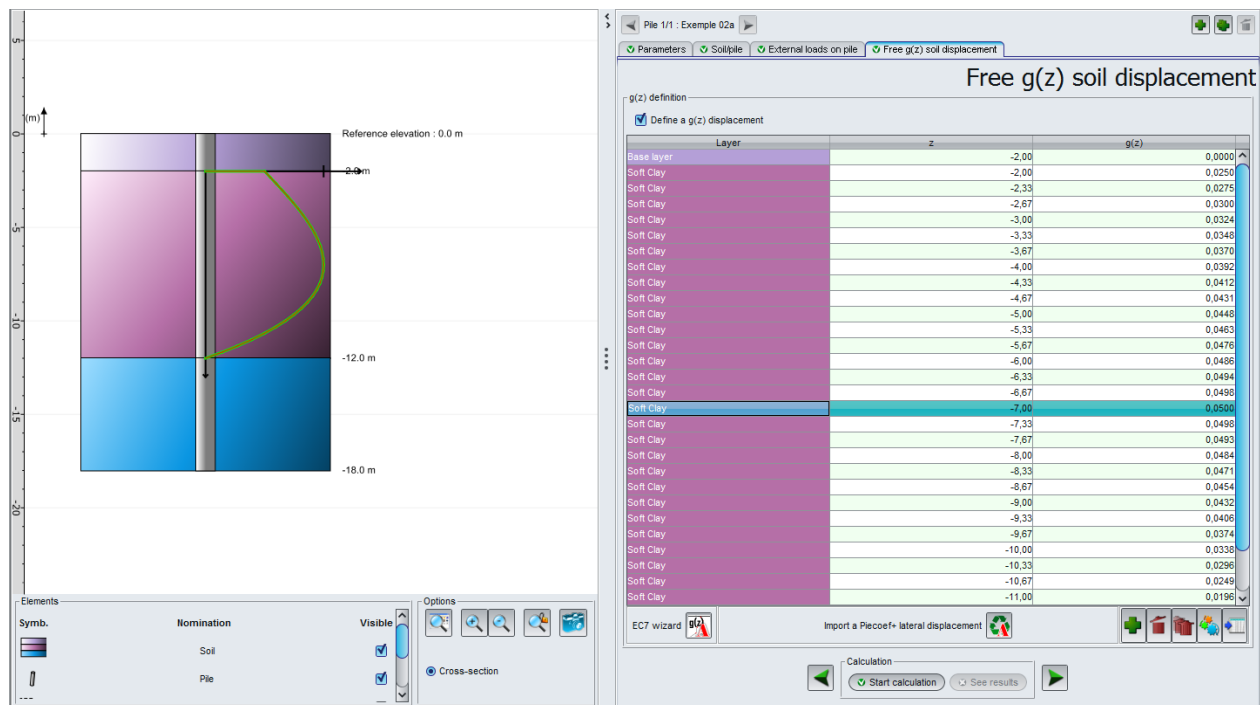 Pile 1/1 : Exemple 02a
Parameters Soil/pile External loads on pile Free g(z) soil displacement
Free g(z) soil displacement
g(z) definition
Define a g(z) displacement
Layer z g(z)
Base layer -2,00 0,0000
Soft Clay -2,00 0,0250
Soft Clay -2,33 0,0275
Soft Clay -2,67 0,0300
Soft Clay -3,00 0,0324
Soft Clay -3,33 0,0348
Soft Clay -3,67 0,0370
Soft Clay -4,00 0,0392
Soft Clay -4,33 0,0412
Soft Clay -4,67 0,0431
Soft Clay -5,00 0,0448
Soft Clay -5,33 0,0463
Soft Clay -5,67 0,0476
Soft Clay -6,00 0,0486
Soft Clay -6,33 0,0494
Soft Clay -6,67 0,0498
Soft Clay -7,00 0,0500
Soft Clay -7,33 0,0498
Soft Clay -7,67 0,0493
Soft Clay -8,00 0,0484
Soft Clay -8,33 0,0471
Soft Clay -8,67 0,0454
Soft Clay -9,00 0,0432
Soft Clay -9,33 0,0406
Soft Clay -9,67 0,0374
Soft Clay -10,00 0,0338
Soft Clay -10,33 0,0296
Soft Clay -10,67 0,0249
Soft Clay -11,00 0,0196
EC7 wizard g(z) Import a Piecoef+ lateral displacement
Calculation
Start calculation See results
5
(m)
0
-5
-10
-15
-20
Reference elevation : 0.0 m
-2.0 m
-12.0 m
-18.0 m
Elements
Symb. Nomination Visible
Soil
Pile
Options
Cross-section